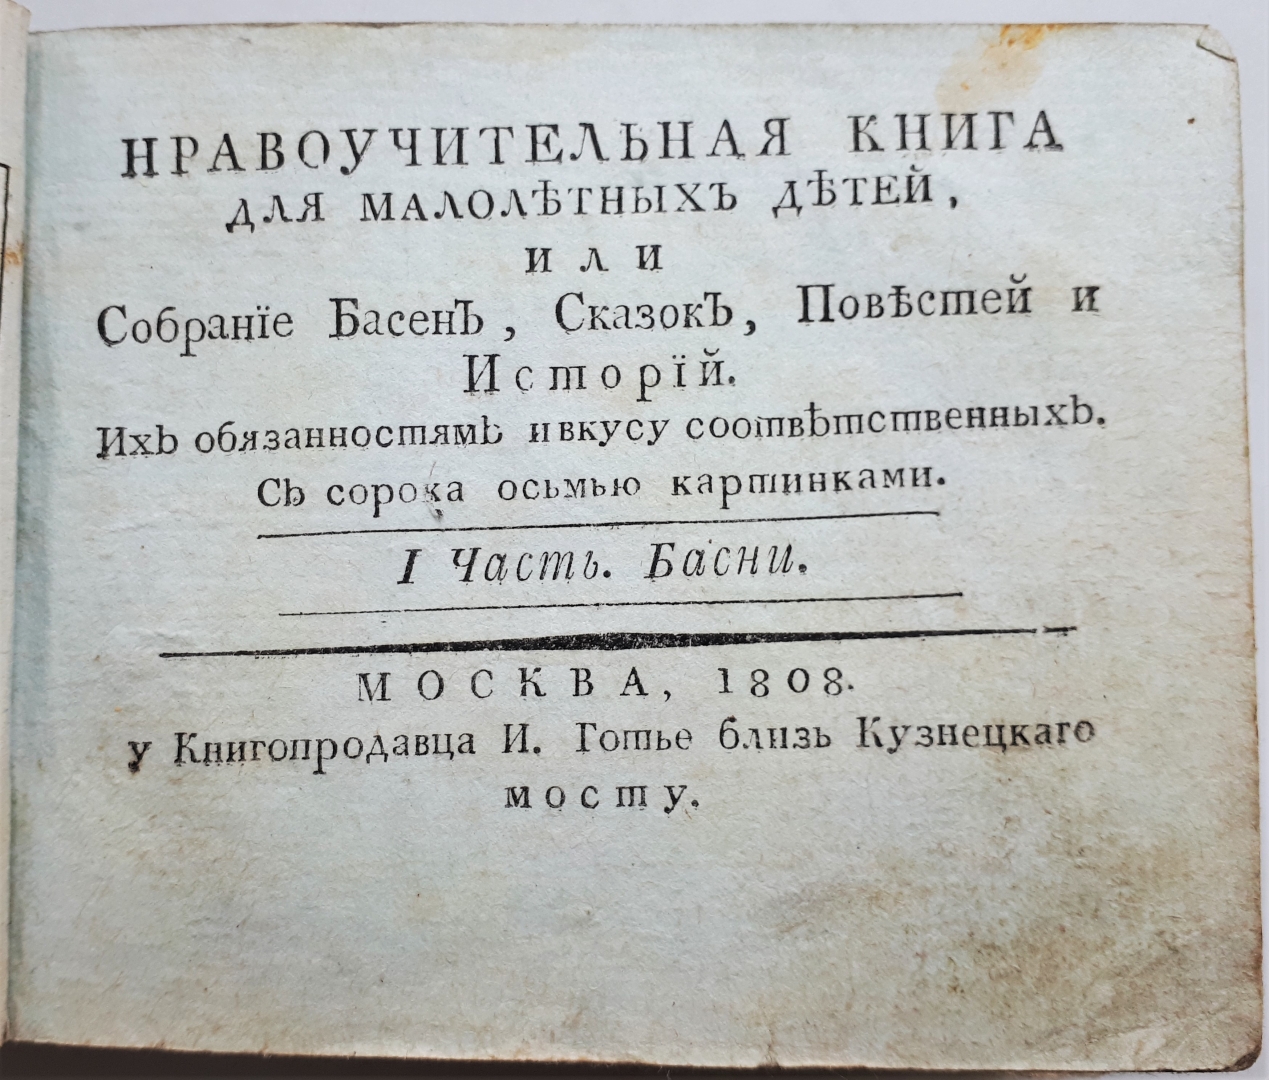 НРАВОУЧИТЕЛЬНАЯ КНИГА
ДЛЯ МАЛОЛѢТНЫХЪ ДѢТЕЙ,
ИЛИ
Собранїе Басенъ, Сказокъ, Повѣстей и
Исторїй.
Ихъ обязанностямъ и вкусу соотвѣтственныхъ.
Съ сорока осьмью картинками.
I Часть. Басни.
МОСКВА, 1808.
у Книгопродавца И. Готье близь Кузнецкаго
мосту.